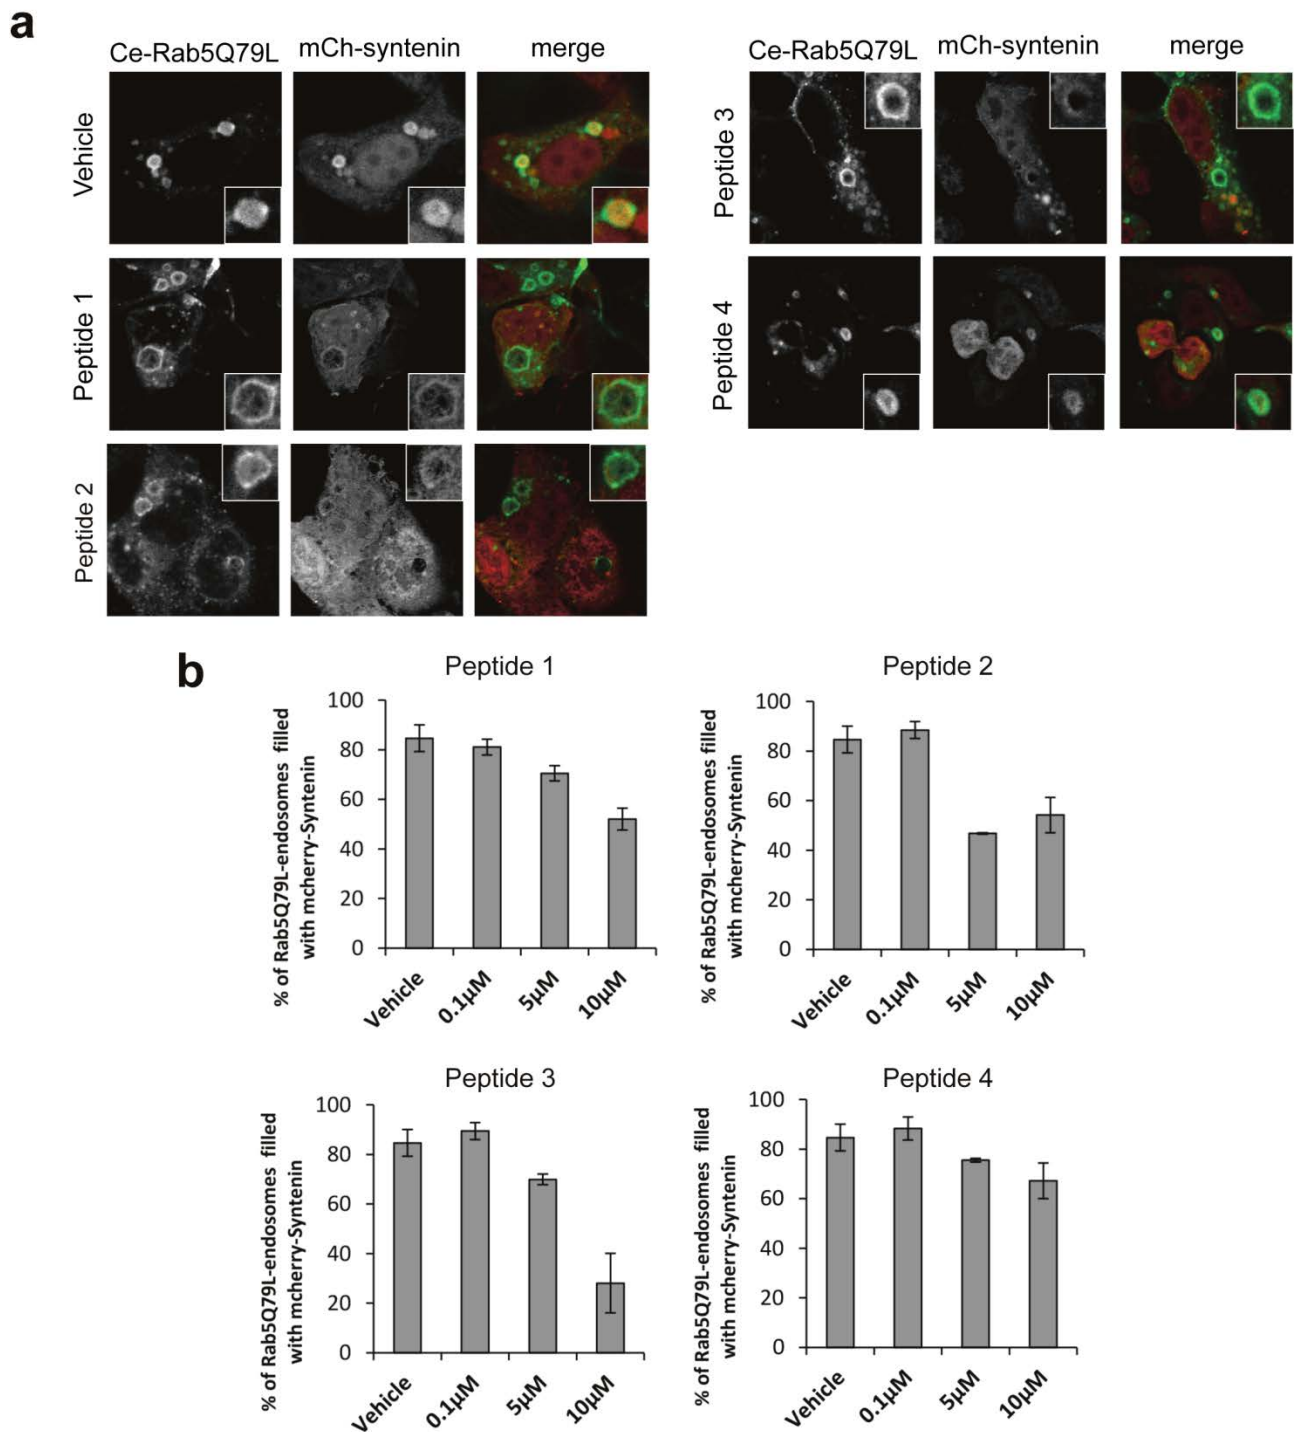 a
Ce-Rab5Q79L mCh-syntenin merge
Vehicle
Peptide 1
Peptide 2
Ce-Rab5Q79L mCh-syntenin merge
Peptide 3
Peptide 4
b
Peptide 1
% of Rab5Q79L-endosomes filled
with mcherry-Syntenin
100
80
60
40
20
0
Vehicle 0.1µM 5µM 10µM
Peptide 2
% of Rab5Q79L-endosomes filled
with mcherry-Syntenin
100
80
60
40
20
0
Vehicle 0.1µM 5µM 10µM
Peptide 3
% of Rab5Q79L-endosomes filled
with mcherry-Syntenin
100
80
60
40
20
0
Vehicle 0.1µM 5µM 10µM
Peptide 4
% of Rab5Q79L-endosomes filled
with mcherry-Syntenin
100
80
60
40
20
0
Vehicle 0.1µM 5µM 10µM